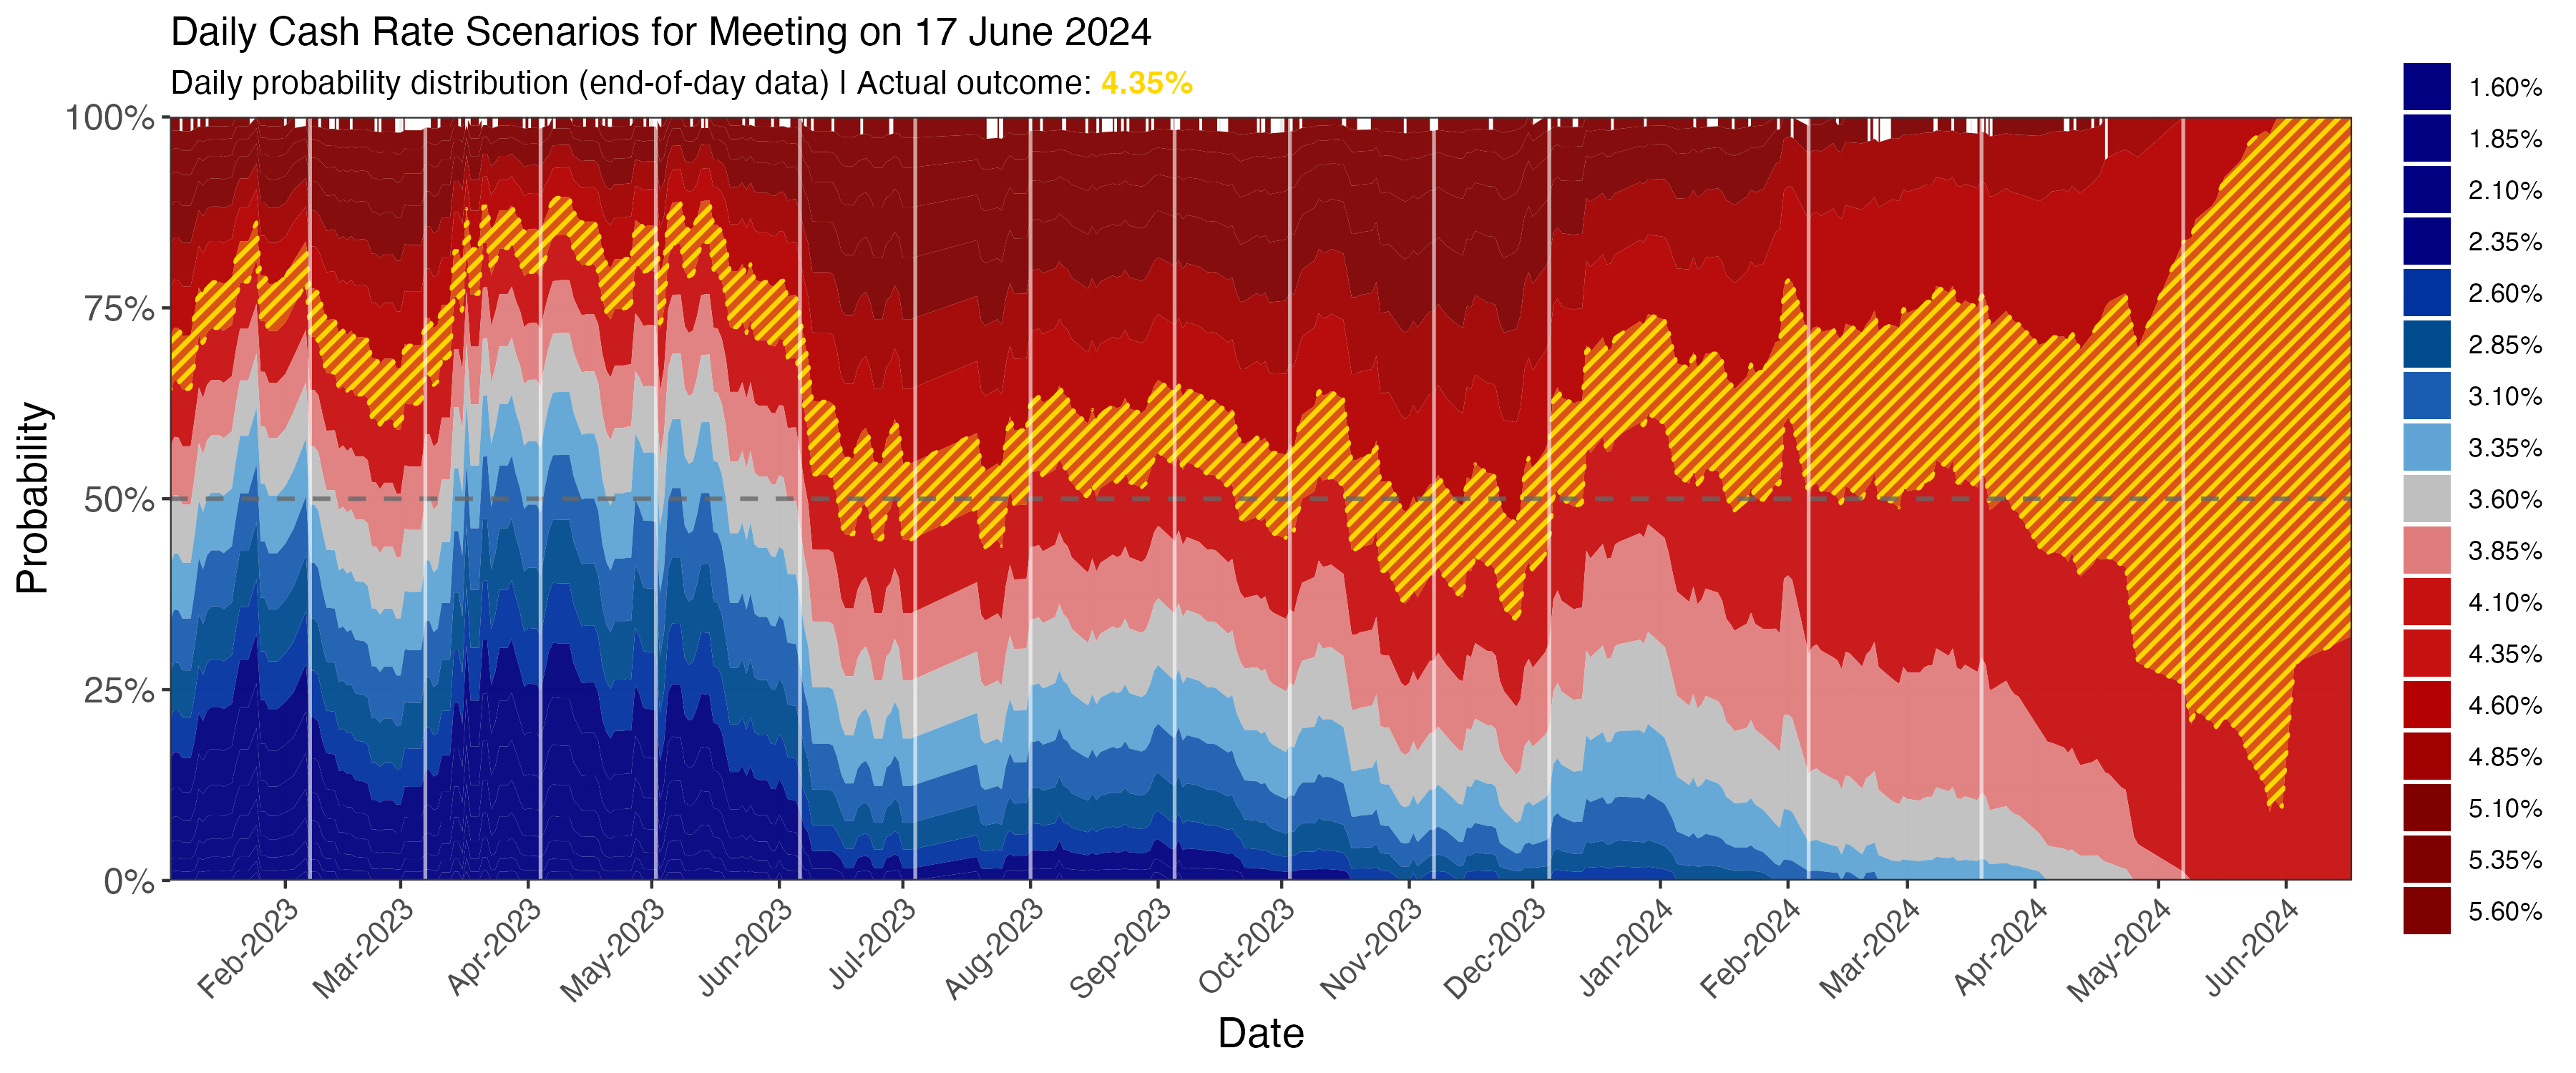 Daily Cash Rate Scenarios for Meeting on 17 June 2024
Daily probability distribution (end-of-day data) | Actual outcome: 4.35%
100%
75%
50%
25%
0%
Probability
Feb-2023
Mar-2023
Apr-2023
May-2023
Jun-2023
Jul-2023
Aug-2023
Sep-2023
Oct-2023
Nov-2023
Dec-2023
Jan-2024
Feb-2024
Mar-2024
Apr-2024
May-2024
Jun-2024
Date
1.60%
1.85%
2.10%
2.35%
2.60%
2.85%
3.10%
3.35%
3.60%
3.85%
4.10%
4.35%
4.60%
4.85%
5.10%
5.35%
5.60%